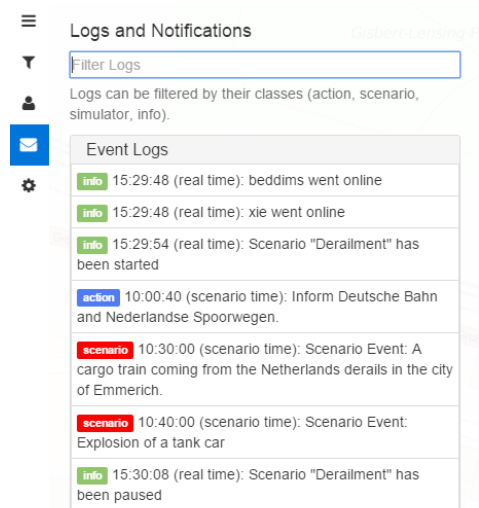 Logs and Notifications
Gisbert-Lensing P
Filter Logs
Logs can be filtered by their classes (action, scenario,
simulator, info).
Event Logs
info 15:29:48 (real time): beddims went online
info 15:29:48 (real time): xie went online
info 15:29:54 (real time): Scenario "Derailment" has
been started
action 10:00:40 (scenario time): Inform Deutsche Bahn
and Nederlandse Spoorwegen.
scenario 10:30:00 (scenario time): Scenario Event: A
cargo train coming from the Netherlands derails in the city
of Emmerich.
scenario 10:40:00 (scenario time): Scenario Event:
Explosion of a tank car
info 15:30:08 (real time): Scenario "Derailment" has
been paused